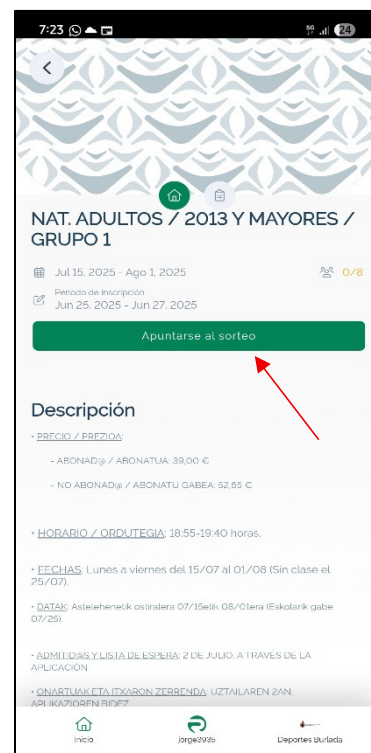 7:23
5G
24
NAT. ADULTOS / 2013 Y MAYORES /
GRUPO 1
Jul 15, 2025 - Ago 1, 2025
0/8
Periodo de inscripción
Jun 25, 2025 - Jun 27, 2025
Apuntarse al sorteo
Descripción
• PRECIO / PREZIOA:
- ABONAD@ / ABONATUA: 39,00 €
- NO ABONAD@ / ABONATU GABEA: 52,65 €
• HORARIO / ORDUTEGIA: 18:55-19:40 horas.
• FECHAS: Lunes a viernes del 15/07 al 01/08 (Sin clase el
25/07).
• DATAK: Astelehenetik ostiralera 07/15etik 08/01era (Eskolarik gabe
07/25).
• ADMITID@S Y LISTA DE ESPERA: 2 DE JULIO, A TRAVÉS DE LA
APLICACIÓN
• ONARTUAK ETA ITXARON ZERRENDA: UZTAILAREN 2AN,
APLIKAZIOREN BIDEZ
Inicio
jorge3935
Deportes Burlada